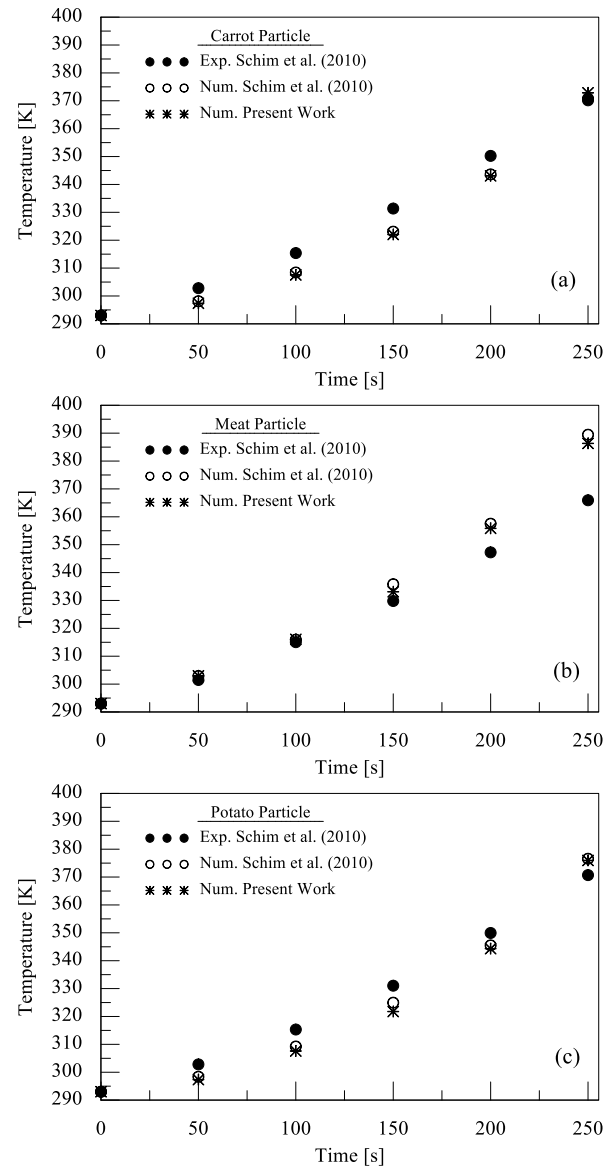 400
390
380
370
360
350
340
330
320
310
300
290
Temperature [K]
Carrot Particle
Exp. Schim et al. (2010)
Num. Schim et al. (2010)
Num. Present Work
(a)
0 50 100 150 200 250
Time [s]
400
390
380
370
360
350
340
330
320
310
300
290
Temperature [K]
Meat Particle
Exp. Schim et al. (2010)
Num. Schim et al. (2010)
Num. Present Work
(b)
0 50 100 150 200 250
Time [s]
400
390
380
370
360
350
340
330
320
310
300
290
Temperature [K]
Potato Particle
Exp. Schim et al. (2010)
Num. Schim et al. (2010)
Num. Present Work
(c)
0 50 100 150 200 250
Time [s]